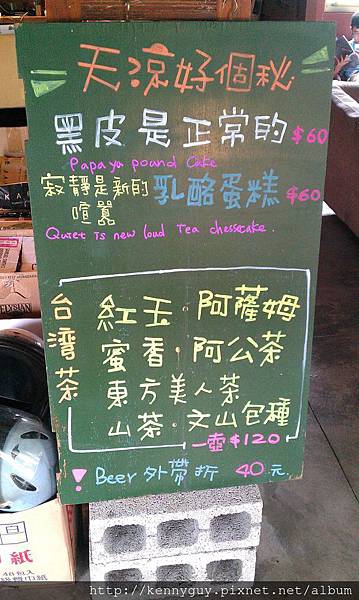 天涼好個秋
黑皮是正常的 $60
Papaya pound cake
寂靜是新的喧囂 乳酪蛋糕 $60
Quiet Is new loud Tea chessecake.
台灣茶
紅玉·阿薩姆
蜜香·阿公茶
東方美人茶
山茶·文山包種
一壺$120
! Beer 外帶折 40元
http://kennyguy.pixnet.net/album